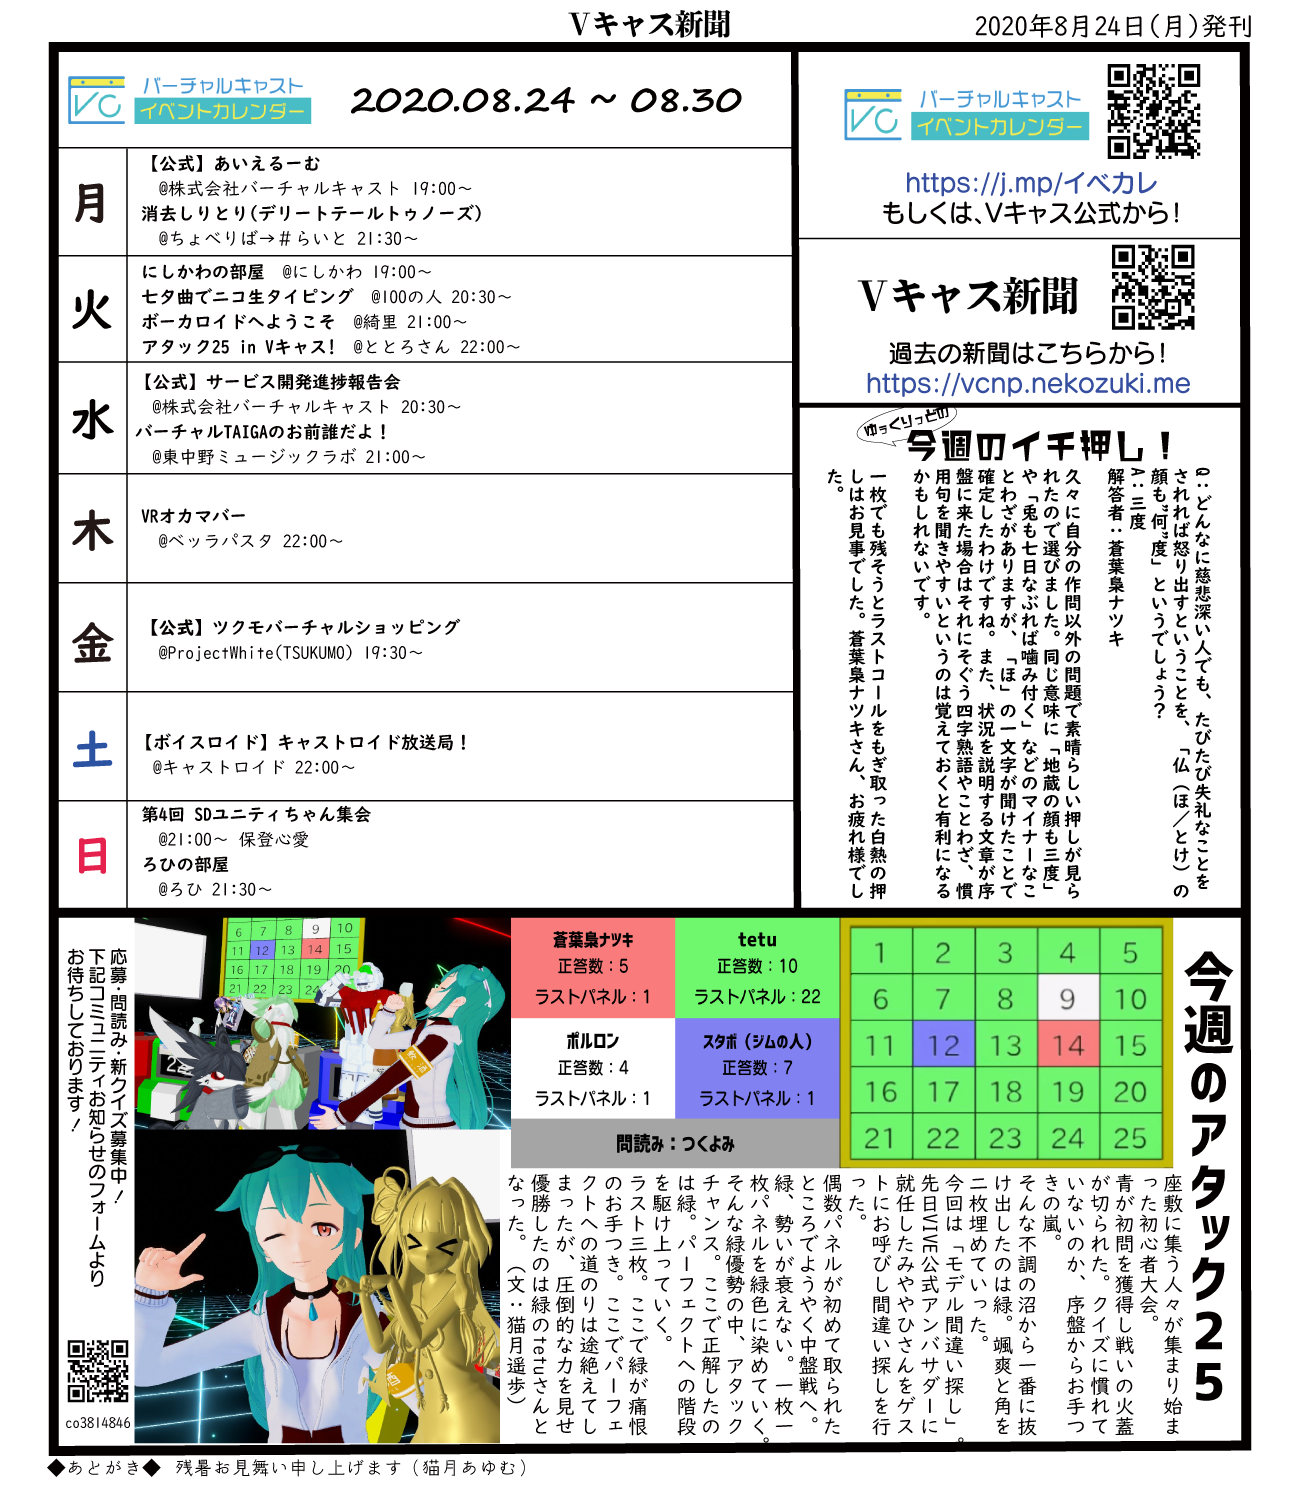 Vキャス新聞
2020年8月24日(月)発刊
バーチャルキャスト
イベントカレンダー
2020.08.24 ~ 08.30
月
【公式】あいえるーむ
@株式会社バーチャルキャスト 19:00〜
消去しりとり(デリートテールトゥノーズ)
@ちょべりば→#らいと 21:30〜
火
にしかわの部屋 @にしかわ 19:00〜
七夕曲でニコ生タイピング @100の人 20:30〜
ボーカロイドへようこそ @綺里 21:00〜
アタック25 in Vキャス! @ととろさん 22:00〜
水
【公式】サービス開発進捗報告会
@株式会社バーチャルキャスト 20:30〜
バーチャルTAIGAのお前誰だよ!
@東中野ミュージックラボ 21:00〜
木
VRオカマバー
@ベッラパスタ 22:00〜
金
【公式】ツクモバーチャルショッピング
@ProjectWhite(TSUKUMO) 19:30〜
土
【ボイスロイド】キャストロイド放送局!
@キャストロイド 22:00〜
日
第4回 SDユニティちゃん集会
@21:00〜 保登心愛
ろひの部屋
@ろひ 21:30〜
バーチャルキャスト
イベントカレンダー
https://j.mp/イベカレ
もしくは、Vキャス公式から!
Vキャス新聞
過去の新聞はこちらから!
https://vcnp.nekozuki.me
ゆっくりっどの
今週のイチ押し!
Q:どんなに慈悲深い人でも、たびたび失礼なことを
されれば怒り出すということを、「仏(ほ/とけ)の
顔も"何"度」というでしょう?
A:三度
解答者:蒼葉梟ナツキ
久々に自分の作問以外の問題で素晴らしい押しが見ら
れたので選びました。同じ意味に「地蔵の顔も三度」
や「兎も七日なぶれば噛み付く」などのマイナーなこ
とわざがありますが、「ほ」の一文字が聞けたことで
確定したわけですね。また、状況を説明する文章が序
盤に来た場合はそれにそぐう四字熟語やことわざ、慣
用句を聞きやすいというのは覚えておくと有利になる
かもしれないです。
一枚でも残そうとラストコールをもぎ取った白熱の押
しはお見事でした。蒼葉梟ナツキさん、お疲れ様でし
た。
今週のアタック25
蒼葉梟ナツキ
正答数:5
ラストパネル:1
tetu
正答数:10
ラストパネル:22
ポルロン
正答数:4
ラストパネル:1
スタボ(ジムの人)
正答数:7
ラストパネル:1
問読み:つくよみ
1 2 3 4 5
6 7 8 9 10
11 12 13 14 15
16 17 18 19 20
21 22 23 24 25
座敷に集う人々が集まり始ま
った初心者大会。
青が初問を獲得し戦いの火蓋
が切られた。クイズに慣れて
いないのか、序盤からお手つ
きの嵐。
そんな不調の沼から一番に抜
け出したのは緑。颯爽と角を
二枚埋めていった。
今回は「モデル間違い探し」。
先日VIVE公式アンバサダーに
就任したみややひさんをゲス
トにお呼びし間違い探しを行
った。
偶数パネルが初めて取られた
ところでようやく中盤戦へ。
緑、勢いが衰えない。一枚一
枚パネルを緑色に染めていく。
そんな緑優勢の中、アタック
チャンス。ここで正解したの
は緑。パーフェクトへの階段
を駆け上っていく。
ラスト三枚。ここで緑が痛恨
のお手つき。ここでパーフェ
クトへの道のりは途絶えてし
まったが、圧倒的な力を見せ
優勝したのは緑のtetuさんと
なった。 (文:猫月遥歩)
6 7 8 9 10
11 12 13 14 15
16 17 18 19 20
21 22 23 24
飲酒
酒
応募・問読み・新クイズ募集中!
下記コミュニティお知らせのフォームより
お待ちしております!
co3814846
◆あとがき◆ 残暑お見舞い申し上げます(猫月あゆむ)